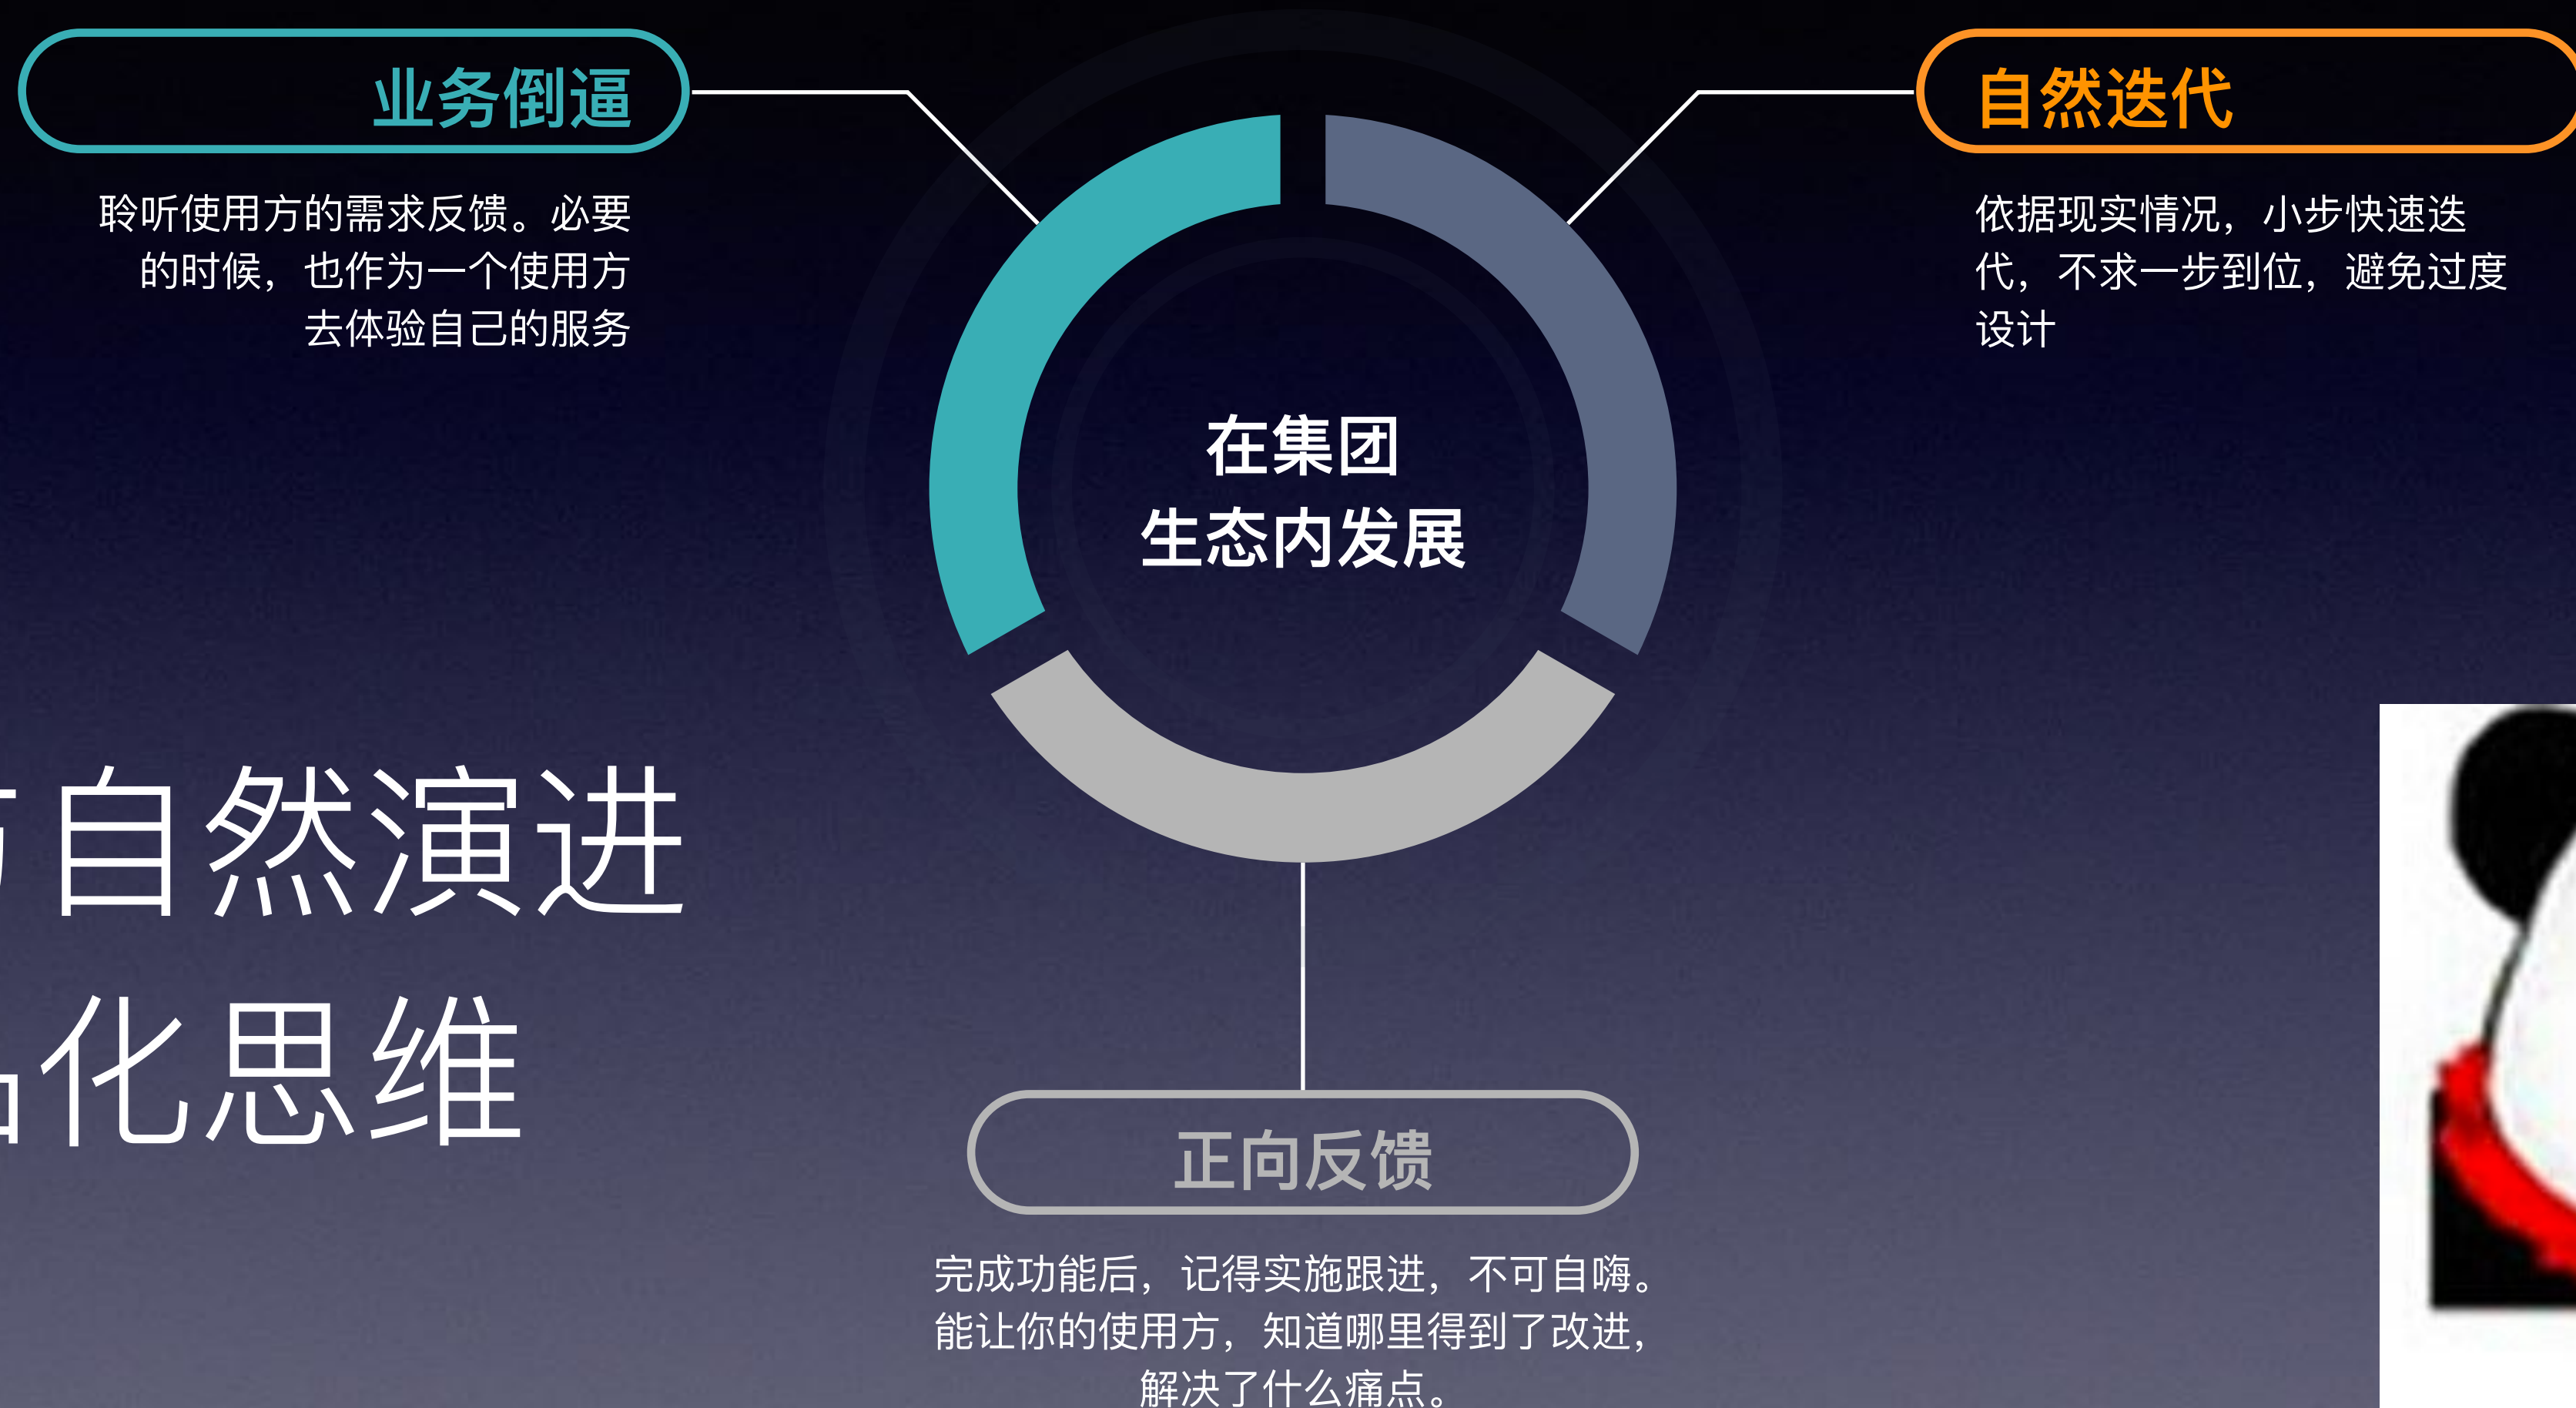 业务倒逼
聆听使用方的需求反馈。必要
的时候，也作为一个使用方
去体验自己的服务
自然迭代
依据现实情况，小步快速迭
代，不求一步到位，避免过度
设计
在集团
生态内发展
自然演进
化思维
正向反馈
完成功能后，记得实施跟进，不可自嗨。
能让你的使用方，知道哪里得到了改进，
解决了什么痛点。